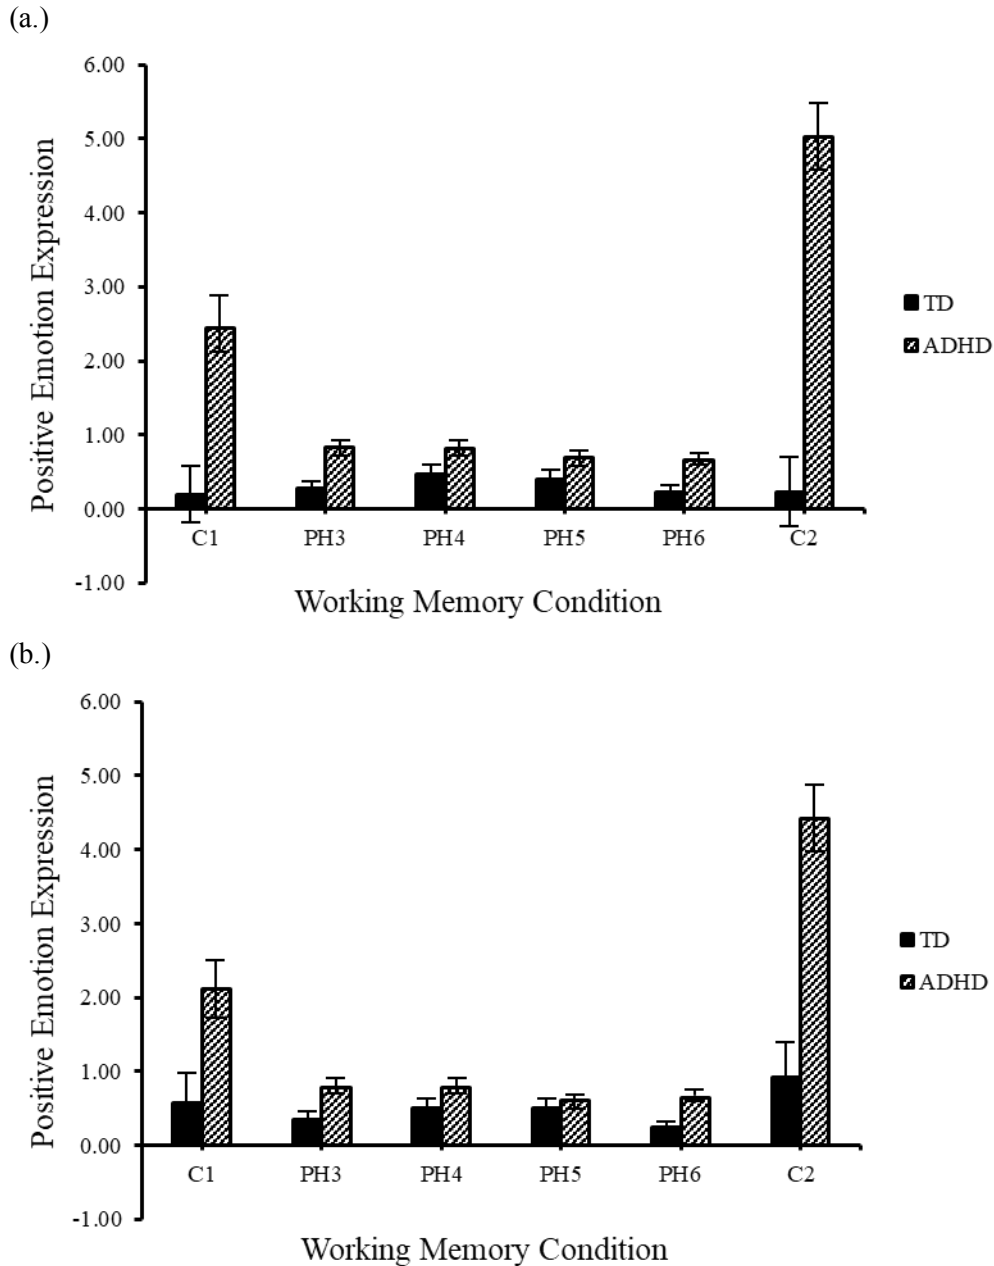 (a.)
6.00
5.00
4.00
3.00
2.00
1.00
0.00
-1.00
Positive Emotion Expression
C1 PH3 PH4 PH5 PH6 C2
Working Memory Condition
TD
ADHD
(b.)
6.00
5.00
4.00
3.00
2.00
1.00
0.00
-1.00
Positive Emotion Expression
C1 PH3 PH4 PH5 PH6 C2
Working Memory Condition
TD
ADHD